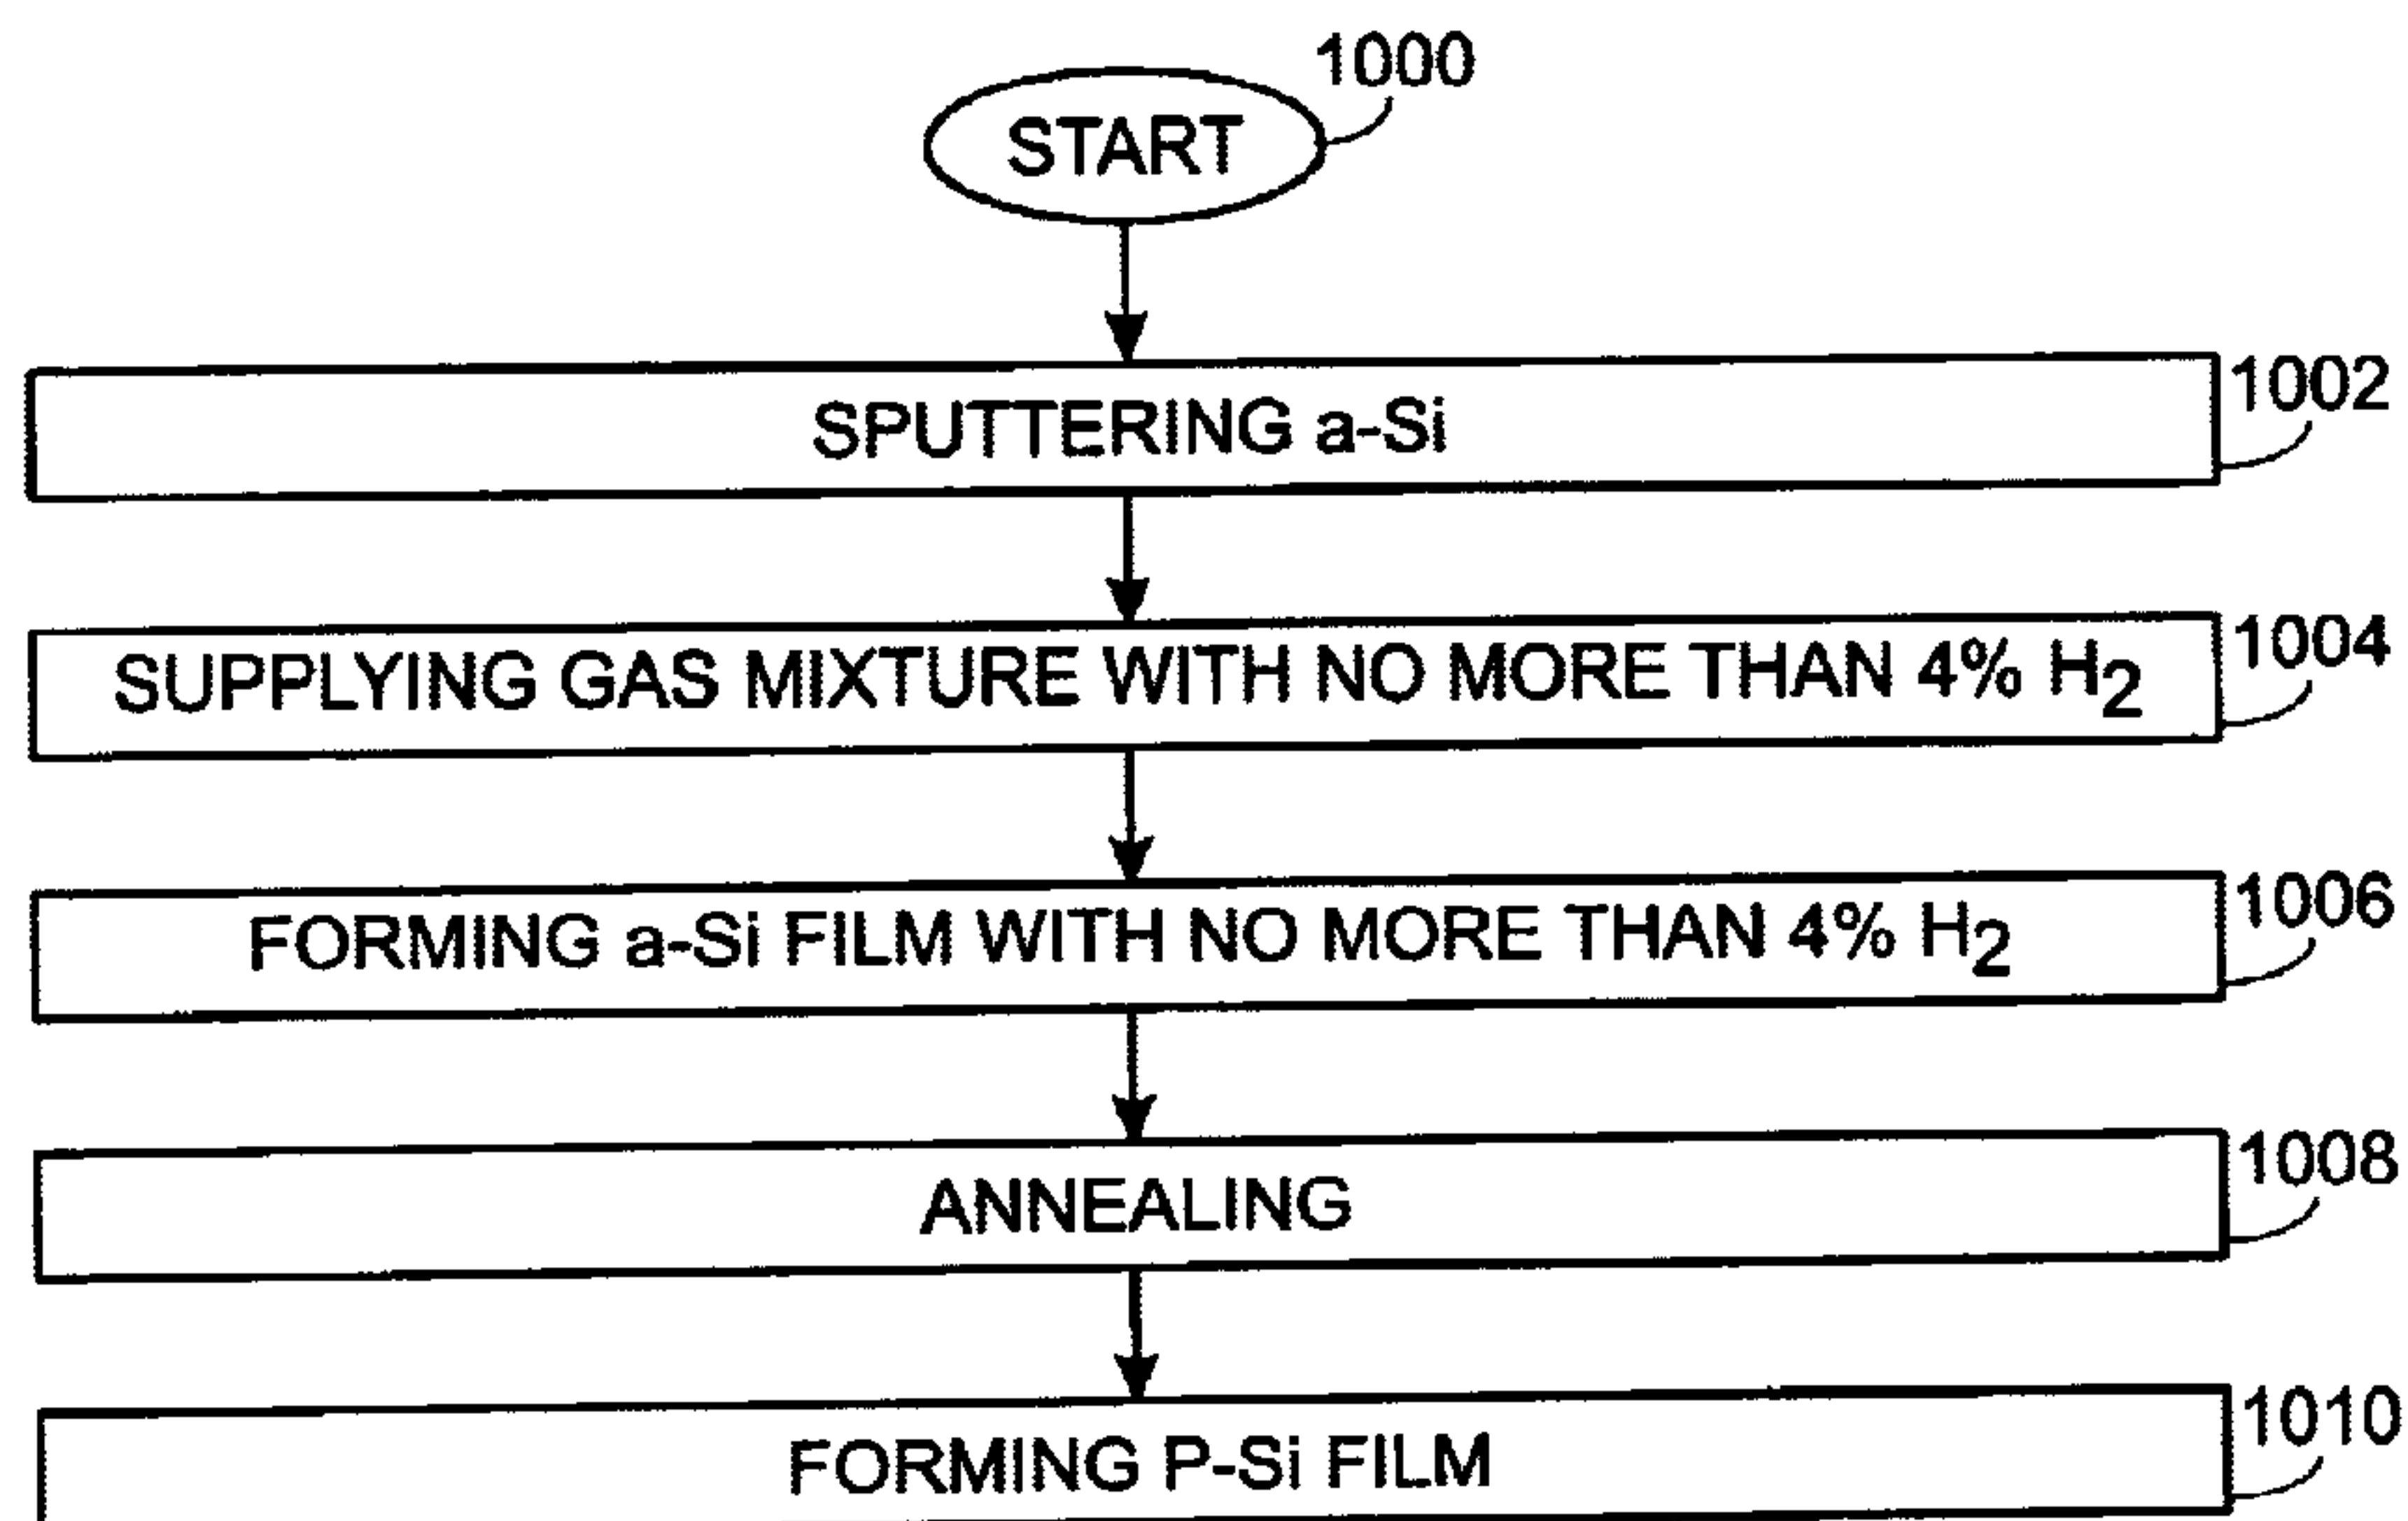 1000
START
1002
SPUTTERING a-Si
1004
SUPPLYING GAS MIXTURE WITH NO MORE THAN 4% H2
1006
FORMING a-Si FILM WITH NO MORE THAN 4% H2
1008
ANNEALING
1010
FORMING P-Si FILM